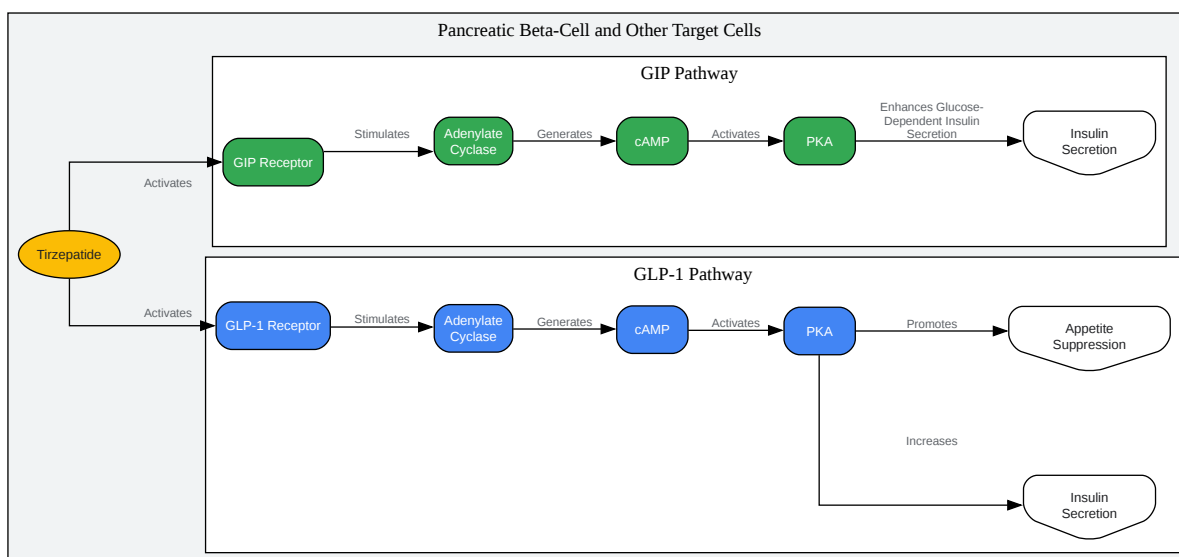 Pancreatic Beta-Cell and Other Target Cells
GIP Pathway
Enhances Glucose-
Dependent Insulin
Secretion
Stimulates
Adenylate
Cyclase
Generates
cAMP
Activates
PKA
Insulin
Secretion
GIP Receptor
Activates
Tirzepatide
GLP-1 Pathway
Activates
GLP-1 Receptor
Stimulates
Adenylate
Cyclase
Generates
cAMP
Activates
PKA
Promotes
Appetite
Suppression
Increases
Insulin
Secretion